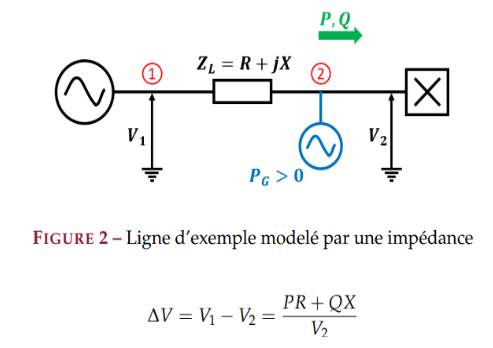 P, Q
① Z_L = R + jX ②
V_1 V_2
P_G > 0
FIGURE 2 – Ligne d'exemple modelé par une impédance
ΔV = V_1 − V_2 = \frac{PR + QX}{V_2}